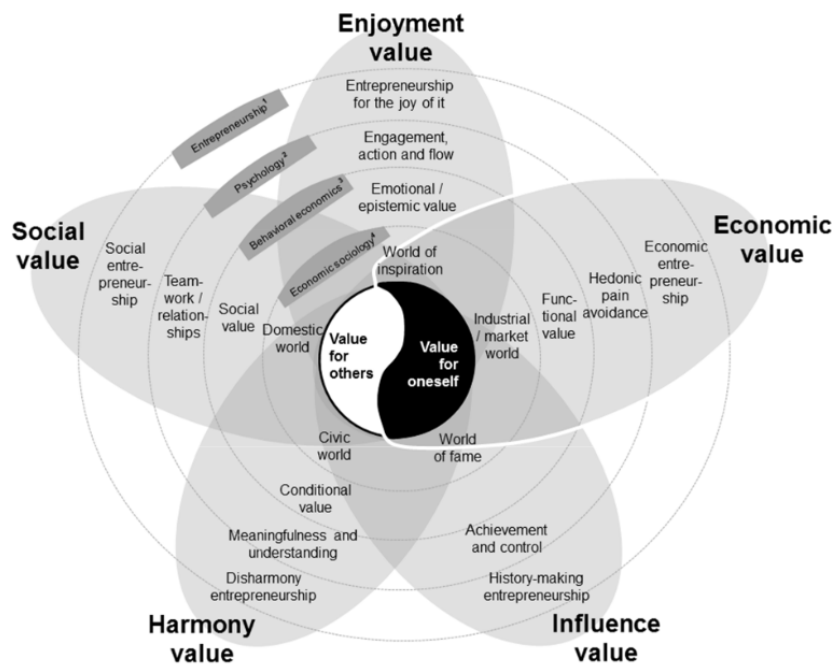 Enjoyment
value
Entrepreneurship
for the joy of it
Engagement,
action and flow
Emotional /
epistemic value
World of
inspiration
Entrepreneurship¹
Psychology²
Behavioral economics³
Economic sociology⁴
Social
value
Social
entre-
preneur-
ship
Team-
work /
relation-
ships
Social
value
Domestic
world
Value
for
others
Value
for
oneself
Industrial
/ market
world
Func-
tional
value
Hedonic
pain
avoidance
Economic
entre-
preneur-
ship
Economic
value
Civic
world
Conditional
value
Meaningfulness and
understanding
Disharmony
entrepreneurship
Harmony
value
World
of fame
Achievement
and control
History-making
entrepreneurship
Influence
value